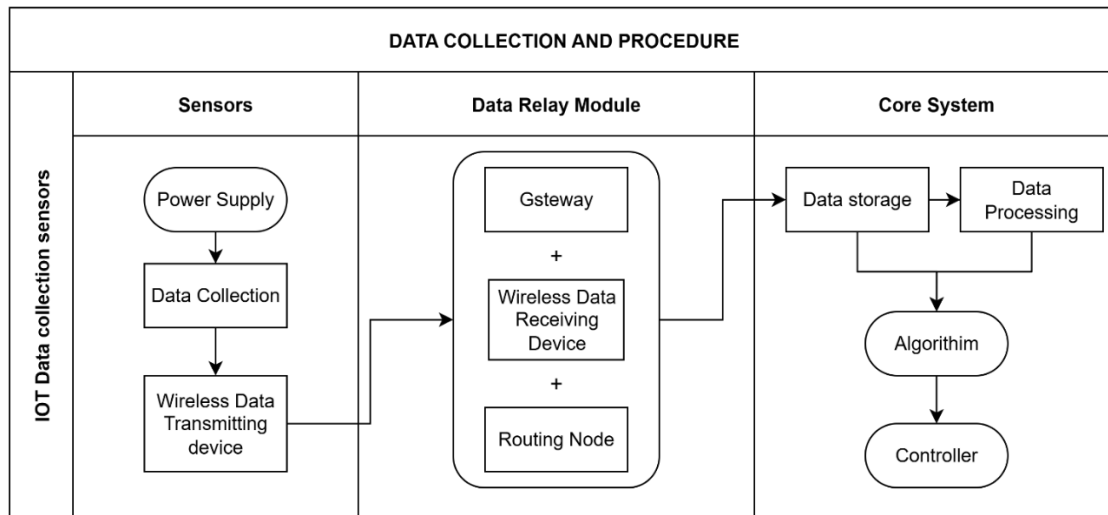 DATA COLLECTION AND PROCEDURE
IOT Data collection sensors
Sensors
Data Relay Module
Core System
Power Supply
Data Collection
Wireless Data
Transmitting
device
Gsteway
+
Wireless Data
Receiving
Device
+
Routing Node
Data storage
Data
Processing
Algorithim
Controller